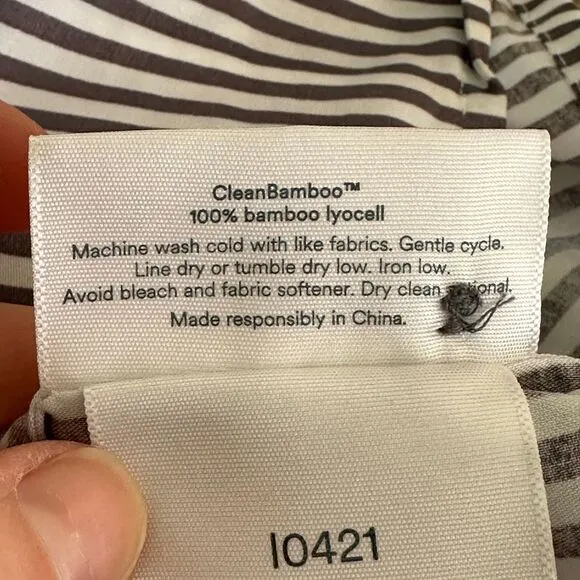 CleanBamboo™
100% bamboo lyocell
Machine wash cold with like fabrics. Gentle cycle.
Line dry or tumble dry low. Iron low.
Avoid bleach and fabric softener. Dry clean
Made responsibly in China.
I0421